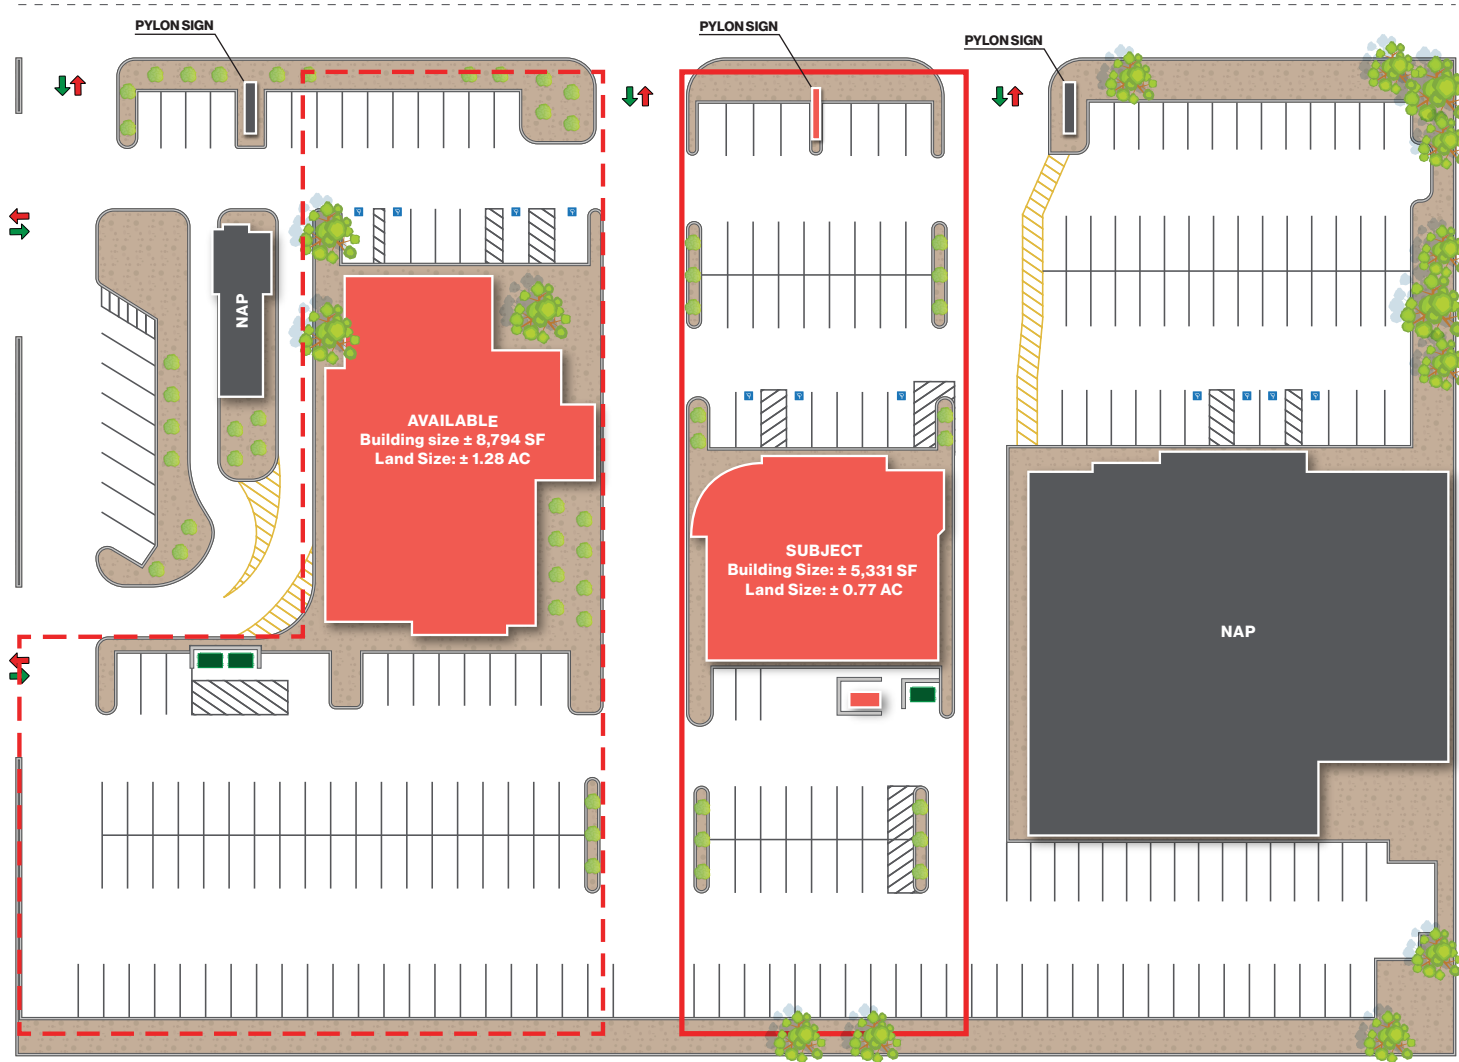 PYLON SIGN
PYLON SIGN
PYLON SIGN
NAP
AVAILABLE
Building size ± 8,794 SF
Land Size: ± 1.28 AC
SUBJECT
Building Size: ± 5,331 SF
Land Size: ± 0.77 AC
NAP